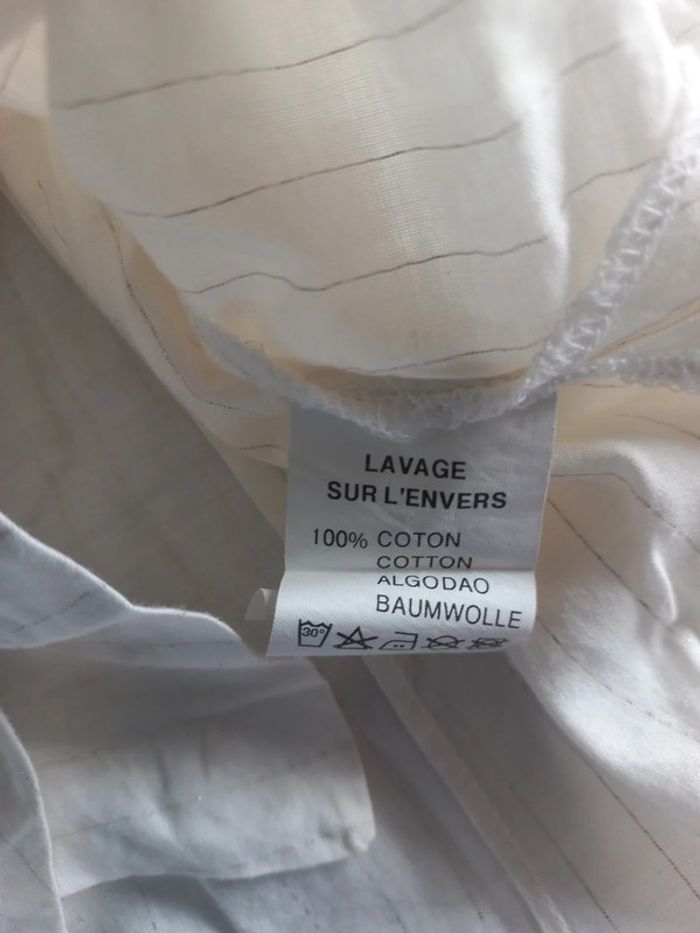 LAVAGE
SUR L'ENVERS
100% COTON
COTTON
ALGODAO
BAUMWOLLE
30°